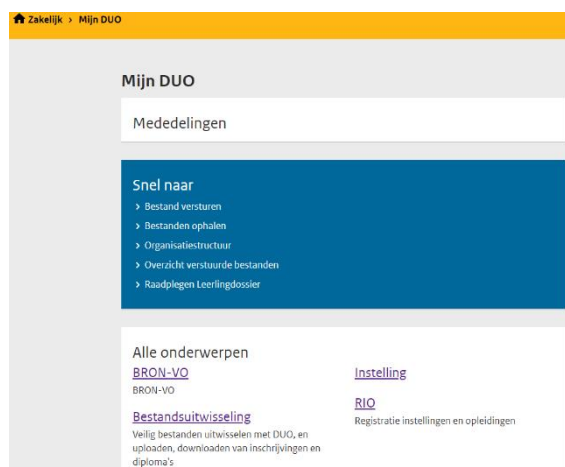 Zakelijk › Mijn DUO
Mijn DUO
Mededelingen
Snel naar
› Bestand versturen
› Bestanden ophalen
› Organisatiestructuur
› Overzicht verstuurde bestanden
› Raadplegen Leerlingdossier
Alle onderwerpen
BRON-VO
BRON-VO
Bestandsuitwisseling
Veilig bestanden uitwisselen met DUO, en
uploaden, downloaden van inschrijvingen en
diploma's
Instelling
RIO
Registratie instellingen en opleidingen